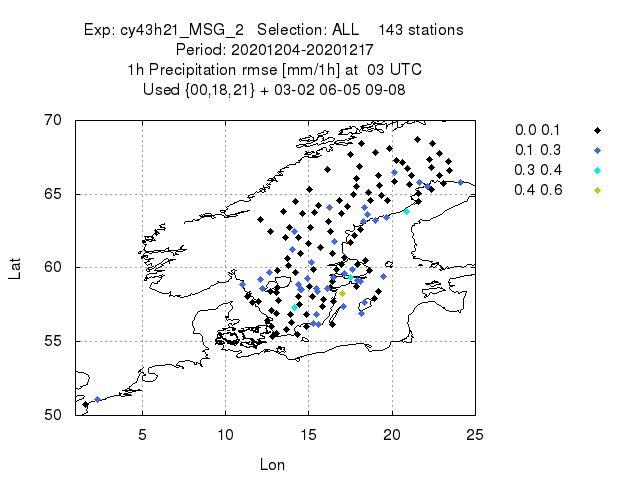 Exp: cy43h21_MSG_2 Selection: ALL 143 stations
Period: 20201204-20201217
1h Precipitation rmse [mm/1h] at 03 UTC
Used {00,18,21} + 03-02 06-05 09-08
70
65
60
55
50
5
10
15
20
25
Lat
Lon
0.0 0.1
0.1 0.3
0.3 0.4
0.4 0.6